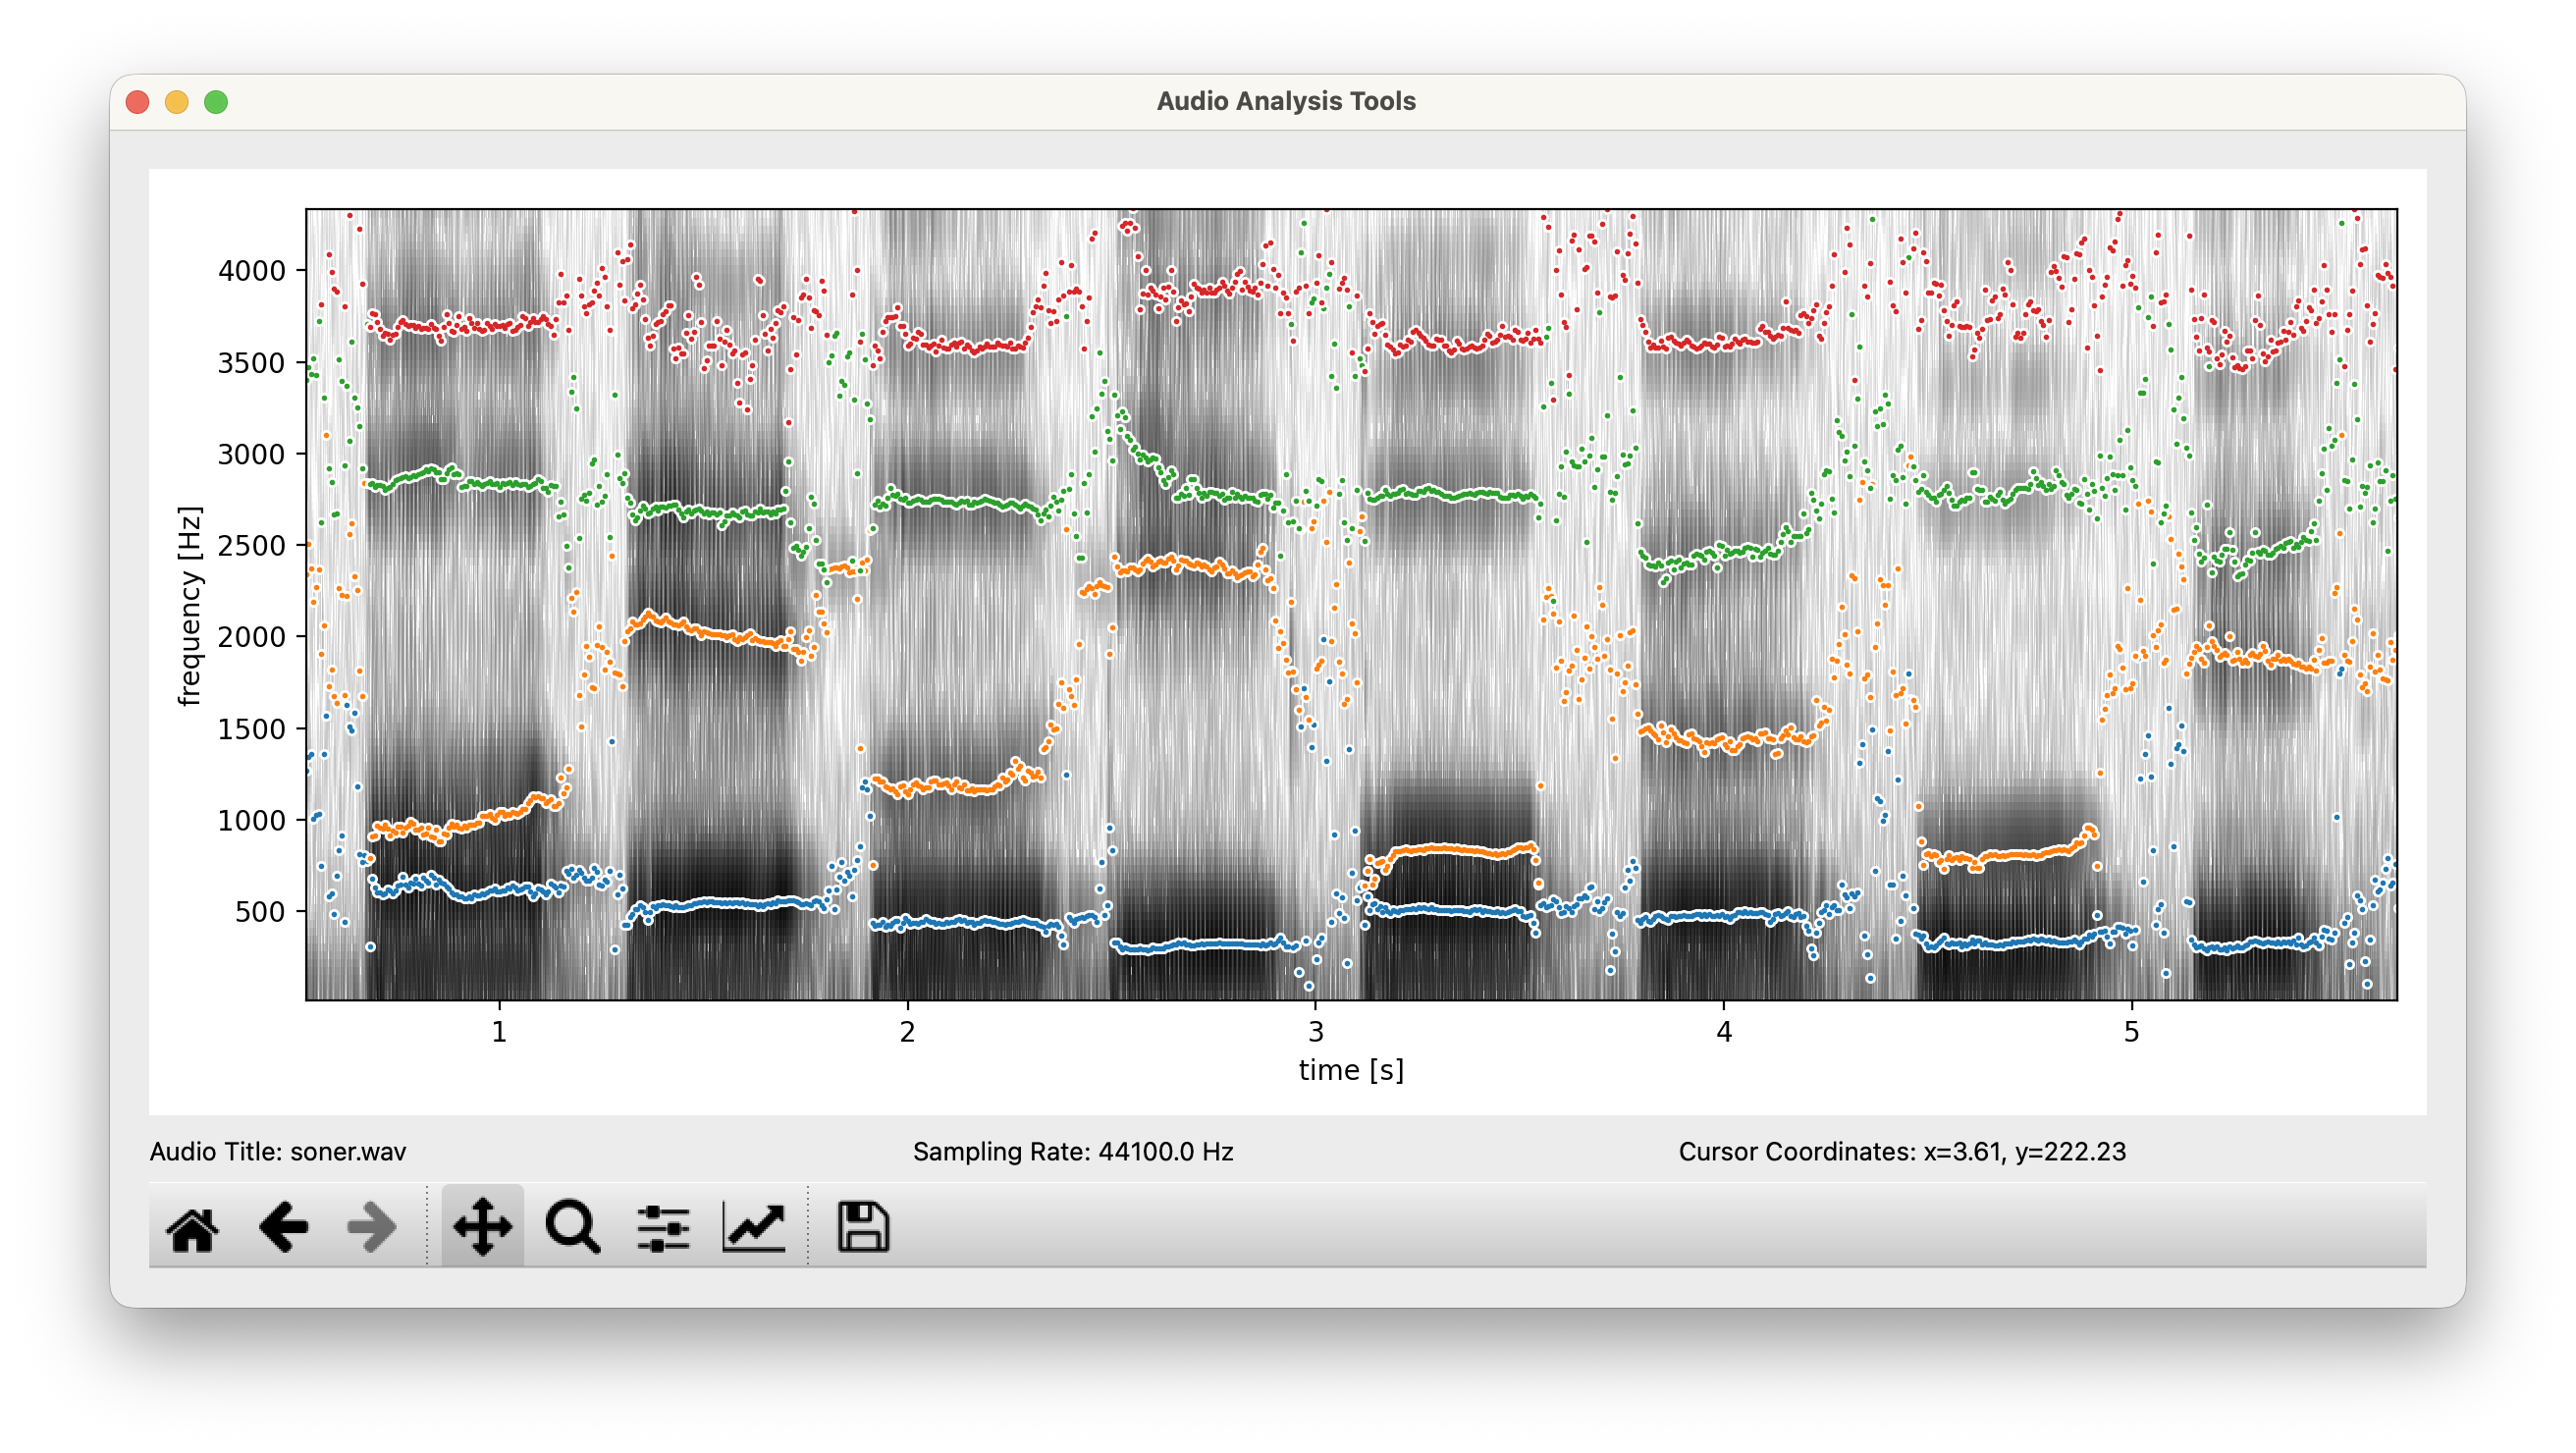 Audio Analysis Tools
4000
3500
3000
2500
2000
1500
1000
500
frequency [Hz]
1 2 3 4 5
time [s]
Audio Title: soner.wav Sampling Rate: 44100.0 Hz Cursor Coordinates: x=3.61, y=222.23